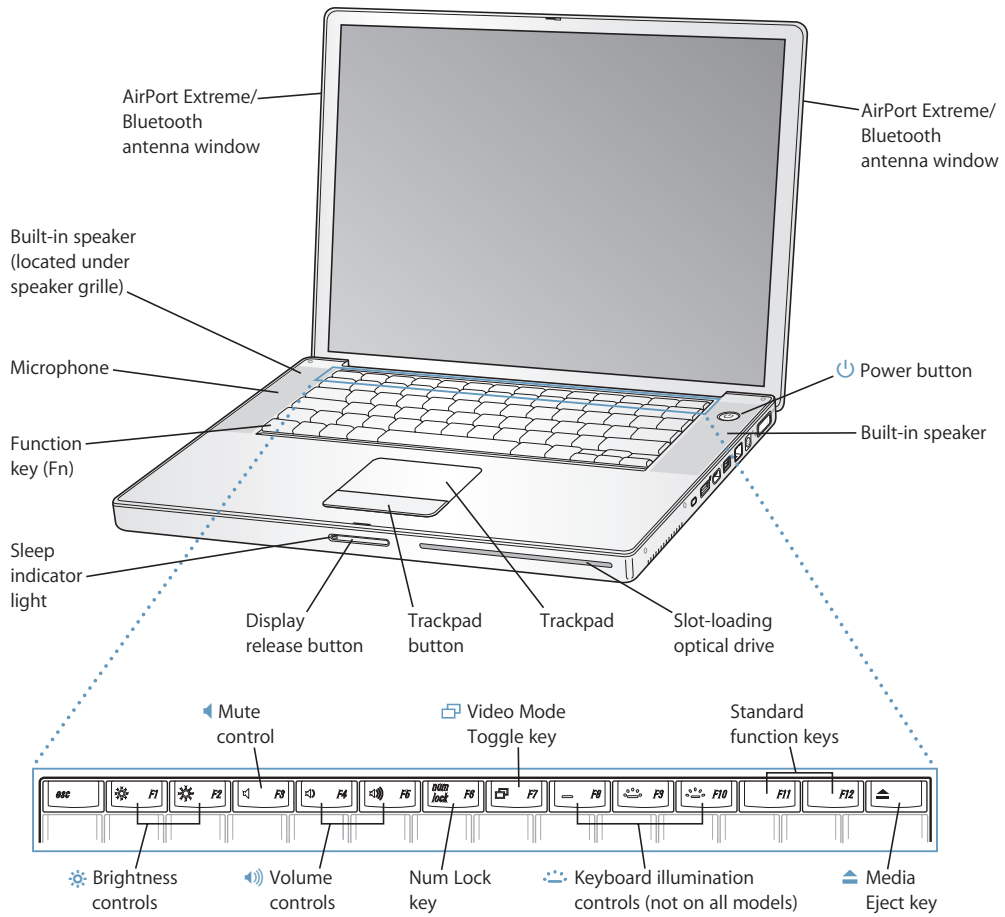 AirPort Extreme/
Bluetooth
antenna window
AirPort Extreme/
Bluetooth
antenna window
Built-in speaker
(located under
speaker grille)
Microphone
Power button
Function
key (Fn)
Built-in speaker
Sleep
indicator
light
Display
release button
Trackpad
button
Trackpad
Slot-loading
optical drive
Mute
control
Video Mode
Toggle key
Standard
function keys
esc F1 F2 F3 F4 F5 num lock F6 F7 F8 F9 F10 F11 F12
Brightness
controls
Volume
controls
Num Lock
key
Keyboard illumination
controls (not on all models)
Media
Eject key